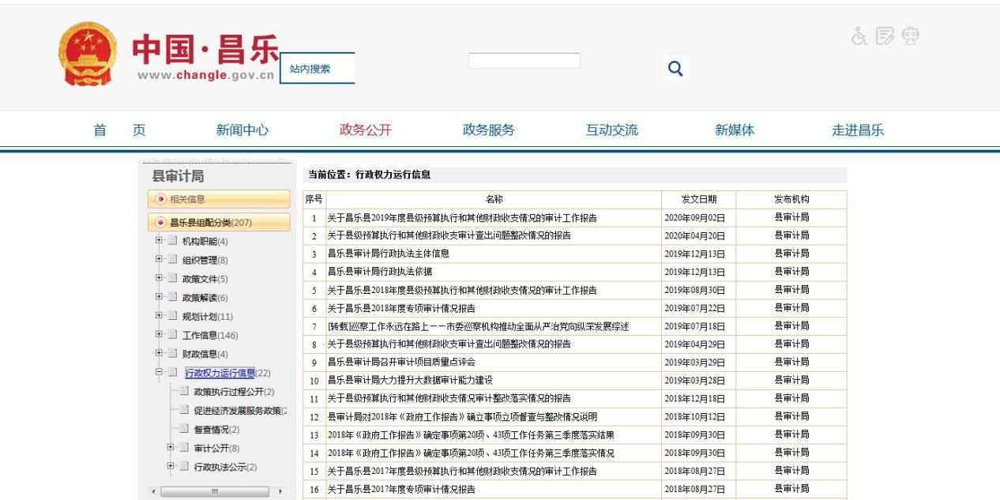 中国·昌乐
www.changle.gov.cn
站内搜索
首 页 新闻中心 政务公开 政务服务 互动交流 新媒体 走进昌乐
县审计局
相关信息
昌乐县组配分类(207)
机构职能(4)
组织管理(8)
政策文件(5)
政策解读(6)
规划计划(11)
工作信息(146)
财政信息(4)
行政权力运行信息(22)
政策执行过程公开(2)
促进经济发展服务政策(2
督查情况(2)
审计公开(8)
行政执法公示(2)
当前位置：行政权力运行信息
序号 名称 发文日期 发布机构
1 关于昌乐县2019年度县级预算执行和其他财政收支情况的审计工作报告 2020年09月02日 县审计局
2 关于县级预算执行和其他财政收支审计查出问题整改情况的报告 2020年04月20日 县审计局
3 昌乐县审计局行政执法主体信息 2019年12月13日 县审计局
4 昌乐县审计局行政执法依据 2019年12月13日 县审计局
5 关于昌乐县2018年度县级预算执行和其他财政收支情况的审计工作报告 2019年08月30日 县审计局
6 关于昌乐县2018年度专项审计情况报告 2019年07月22日 县审计局
7 [转载]巡察工作永远在路上－－市委巡察机构推动全面从严治党向纵深发展综述 2019年07月18日 县审计局
8 关于县级预算执行和其他财政收支审计查出问题整改情况的报告 2019年04月29日 县审计局
9 昌乐县审计局召开审计项目质量点评会 2019年03月29日 县审计局
10 昌乐县审计局大力提升大数据审计能力建设 2019年03月28日 县审计局
11 关于县级预算执行和其他财政收支情况审计整改落实情况的报告 2018年12月18日 县审计局
12 县审计局对2018年《政府工作报告》确立事项立项督查与整改情况说明 2018年10月12日 县审计局
13 2018年《政府工作报告》确定事项第20项、43项工作任务第三季度落实结果 2018年09月30日 县审计局
14 2018年《政府工作报告》确定事项第20项、43项工作任务第三季度落实情况 2018年09月30日 县审计局
15 关于昌乐县2017年度县级预算执行和其他财政收支情况的审计工作报告 2018年08月27日 县审计局
16 关于昌乐县2017年度专项审计情况报告 2018年08月27日 县审计局